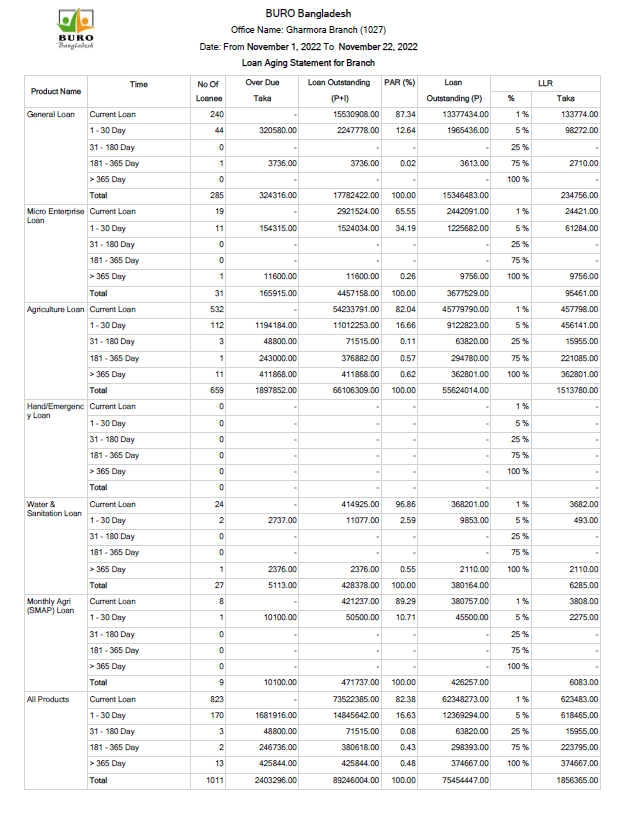 BURO
Bangladesh
BURO Bangladesh
Office Name: Gharmora Branch (1027)
Date: From November 1, 2022 To November 22, 2022
Loan Aging Statement for Branch
Product Name Time No Of Loanee Over Due Taka Loan Outstanding (P+I) PAR (%) Loan Outstanding (P) LLR % Taka
General Loan Current Loan 240 - 15530908.00 87.34 13377434.00 1 % 133774.00
1 - 30 Day 44 320580.00 2247778.00 12.64 1965436.00 5 % 98272.00
31 - 180 Day 0 - - - - 25 % -
181 - 365 Day 1 3736.00 3736.00 0.02 3613.00 75 % 2710.00
> 365 Day 0 - - - - 100 % -
Total 285 324316.00 17782422.00 100.00 15346483.00 234756.00
Micro Enterprise Loan Current Loan 19 - 2921524.00 65.55 2442091.00 1 % 24421.00
1 - 30 Day 11 154315.00 1524034.00 34.19 1225682.00 5 % 61284.00
31 - 180 Day 0 - - - - 25 % -
181 - 365 Day 0 - - - - 75 % -
> 365 Day 1 11600.00 11600.00 0.26 9756.00 100 % 9756.00
Total 31 165915.00 4457158.00 100.00 3677529.00 95461.00
Agriculture Loan Current Loan 532 - 54233791.00 82.04 45779790.00 1 % 457798.00
1 - 30 Day 112 1194184.00 11012253.00 16.66 9122823.00 5 % 456141.00
31 - 180 Day 3 48800.00 71515.00 0.11 63820.00 25 % 15955.00
181 - 365 Day 1 243000.00 376882.00 0.57 294780.00 75 % 221085.00
> 365 Day 11 411868.00 411868.00 0.62 362801.00 100 % 362801.00
Total 659 1897852.00 66106309.00 100.00 55624014.00 1513780.00
Hand/Emergency Loan Current Loan 0 - - - - 1 % -
1 - 30 Day 0 - - - - 5 % -
31 - 180 Day 0 - - - - 25 % -
181 - 365 Day 0 - - - - 75 % -
> 365 Day 0 - - - - 100 % -
Total 0 - - - - -
Water & Sanitation Loan Current Loan 24 - 414925.00 96.86 368201.00 1 % 3682.00
1 - 30 Day 2 2737.00 11077.00 2.59 9853.00 5 % 493.00
31 - 180 Day 0 - - - - 25 % -
181 - 365 Day 0 - - - - 75 % -
> 365 Day 1 2376.00 2376.00 0.55 2110.00 100 % 2110.00
Total 27 5113.00 428378.00 100.00 380164.00 6285.00
Monthly Agri (SMAP) Loan Current Loan 8 - 421237.00 89.29 380757.00 1 % 3808.00
1 - 30 Day 1 10100.00 50500.00 10.71 45500.00 5 % 2275.00
31 - 180 Day 0 - - - - 25 % -
181 - 365 Day 0 - - - - 75 % -
> 365 Day 0 - - - - 100 % -
Total 9 10100.00 471737.00 100.00 426257.00 6083.00
All Products Current Loan 823 - 73522385.00 82.38 62348273.00 1 % 623483.00
1 - 30 Day 170 1681916.00 14845642.00 16.63 12369294.00 5 % 618465.00
31 - 180 Day 3 48800.00 71515.00 0.08 63820.00 25 % 15955.00
181 - 365 Day 2 246736.00 380618.00 0.43 298393.00 75 % 223795.00
> 365 Day 13 425844.00 425844.00 0.48 374667.00 100 % 374667.00
Total 1011 2403296.00 89246004.00 100.00 75454447.00 1856365.00